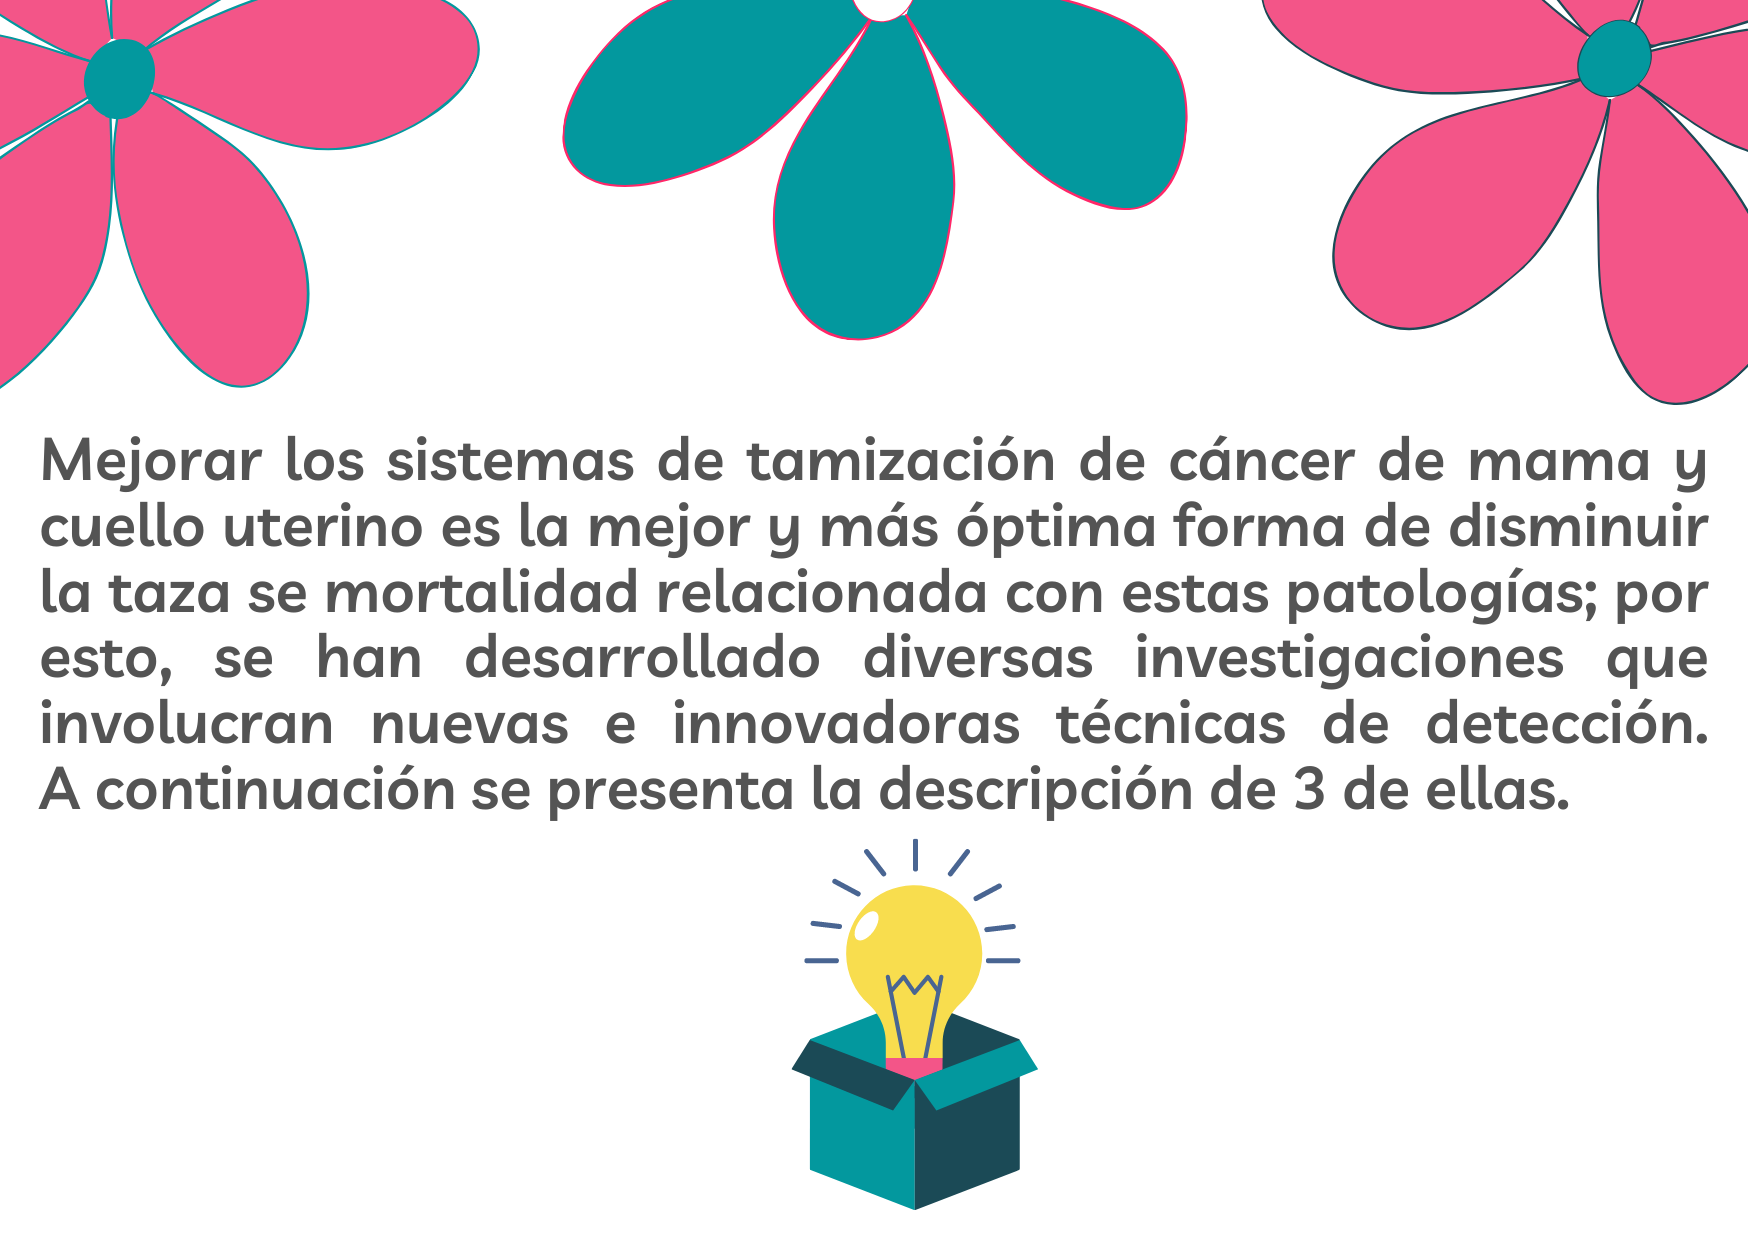 Mejorar los sistemas de tamización de cáncer de mama y
cuello uterino es la mejor y más óptima forma de disminuir
la taza se mortalidad relacionada con estas patologías; por
esto, se han desarrollado diversas investigaciones que
involucran nuevas e innovadoras técnicas de detección.
A continuación se presenta la descripción de 3 de ellas.